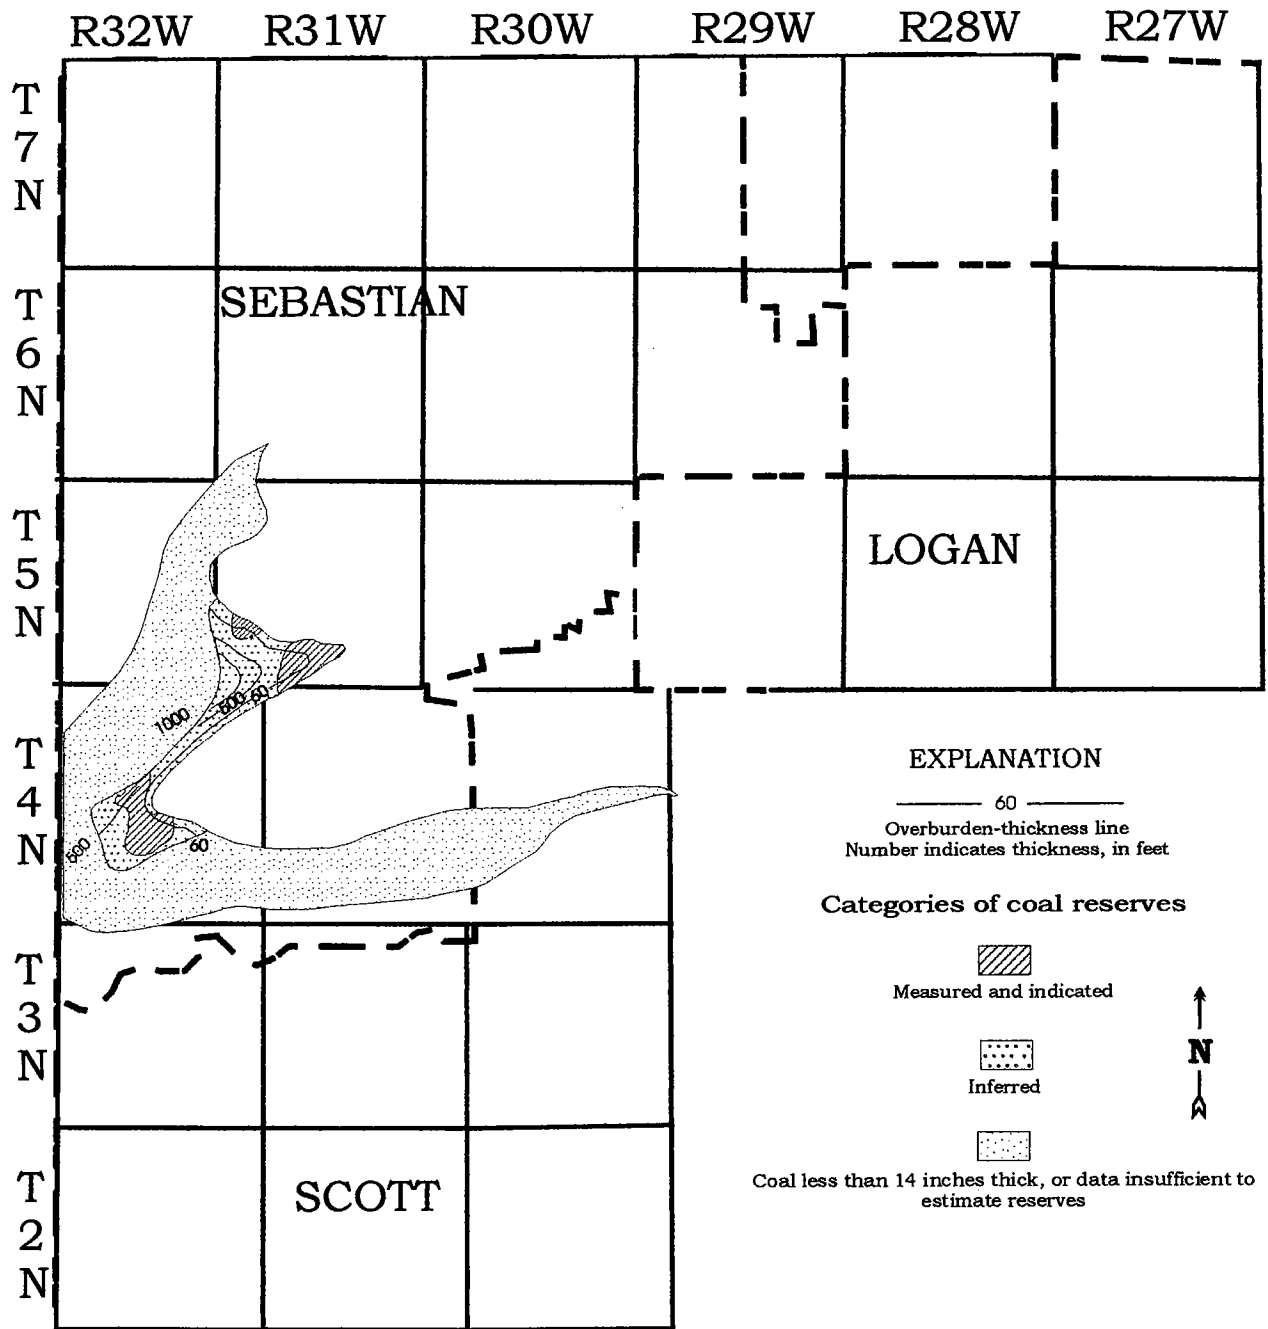 R32W R31W R30W R29W R28W R27W
T
7
N
T
6
N
SEBASTIAN
T
5
N
LOGAN
T
4
N
1000
500
60
500
60
EXPLANATION
60
Overburden-thickness line
Number indicates thickness, in feet
Categories of coal reserves
Measured and indicated
N
Inferred
Coal less than 14 inches thick, or data insufficient to
estimate reserves
T
3
N
T
2
N
SCOTT